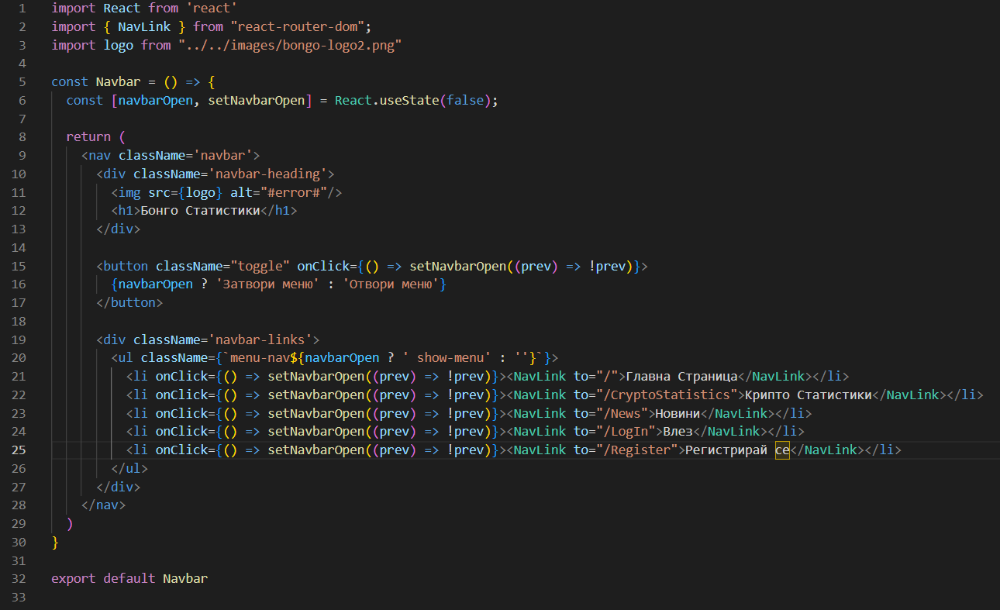 1 import React from 'react'
2 import { NavLink } from "react-router-dom";
3 import logo from "../../images/bongo-logo2.png"
4
5 const Navbar = () => {
6   const [navbarOpen, setNavbarOpen] = React.useState(false);
7
8   return (
9     <nav className='navbar'>
10       <div className='navbar-heading'>
11         <img src={logo} alt="#error#"/>
12         <h1>Бонго Статистики</h1>
13       </div>
14
15       <button className="toggle" onClick={() => setNavbarOpen((prev) => !prev)}>
16         {navbarOpen ? 'Затвори меню' : 'Отвори меню'}
17       </button>
18
19       <div className='navbar-links'>
20         <ul className={`menu-nav${navbarOpen ? ' show-menu' : ''}`}>
21           <li onClick={() => setNavbarOpen((prev) => !prev)}><NavLink to="/">Главна Страница</NavLink></li>
22           <li onClick={() => setNavbarOpen((prev) => !prev)}><NavLink to="/CryptoStatistics">Крипто Статистики</NavLink></li>
23           <li onClick={() => setNavbarOpen((prev) => !prev)}><NavLink to="/News">Новини</NavLink></li>
24           <li onClick={() => setNavbarOpen((prev) => !prev)}><NavLink to="/LogIn">Влез</NavLink></li>
25           <li onClick={() => setNavbarOpen((prev) => !prev)}><NavLink to="/Register">Регистрирай се</NavLink></li>
26         </ul>
27       </div>
28     </nav>
29   )
30 }
31
32 export default Navbar
33